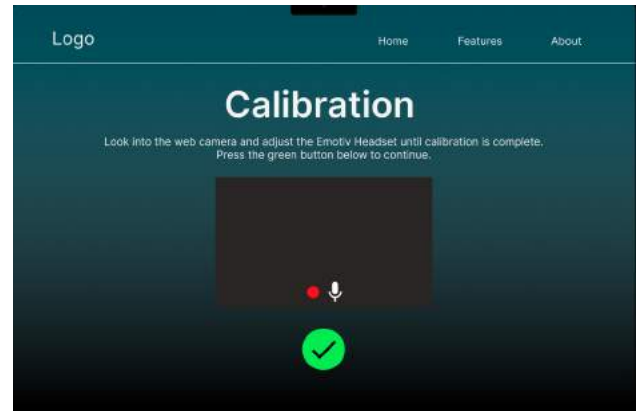 Logo
Home
Features
About
Calibration
Look into the web camera and adjust the Emotiv Headset until calibration is complete.
Press the green button below to continue.